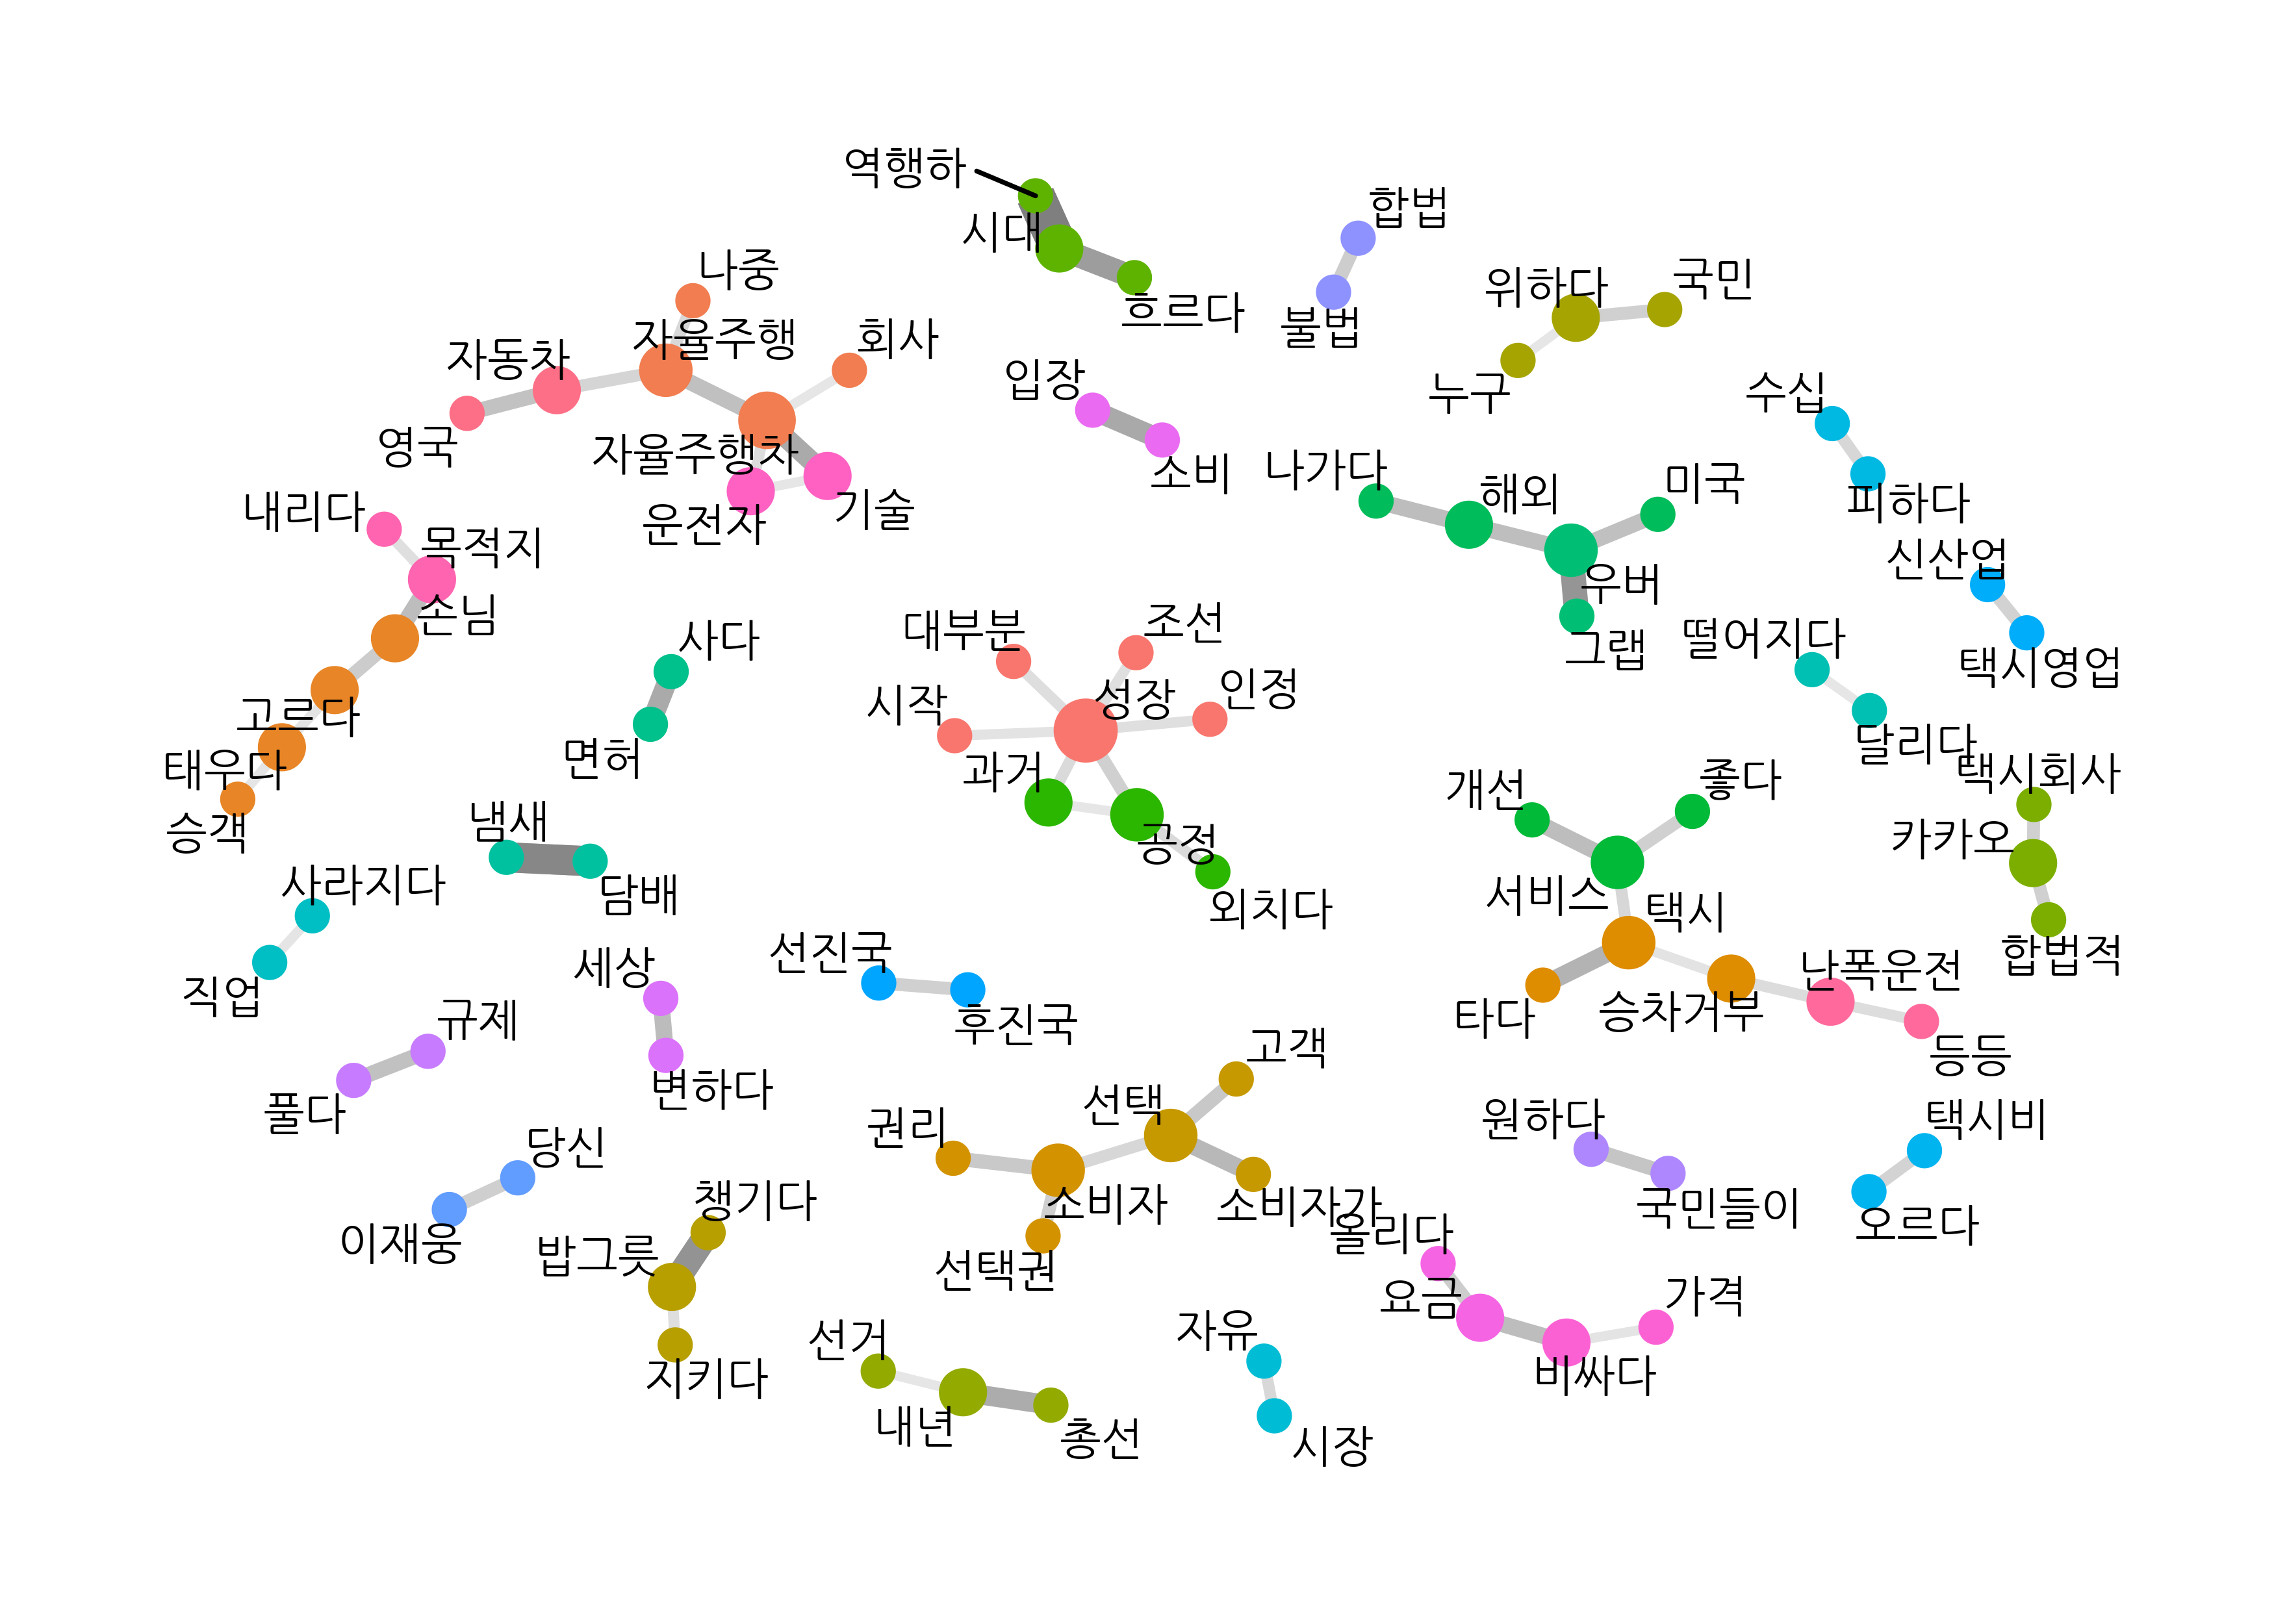 역행하
시대
흐르다
합법
불법
위하다
국민
누구
나중
자율주행
회사
자동차
영국
자율주행차
운전자
기술
입장
소비
수십
피하다
나가다
해외
미국
우버
그랩
신산업
택시영업
내리다
목적지
손님
고르다
태우다
승객
사다
면허
대부분
조선
성장
인정
시작
과거
공정
외치다
떨어지다
달리다
택시회사
카카오
합법적
개선
좋다
서비스
택시
타다
승차거부
난폭운전
등등
냄새
담배
사라지다
직업
세상
변하다
선진국
후진국
규제
풀다
당신
이재웅
고객
선택
권리
소비자
소비자가
선택권
원하다
국민들이
택시비
오르다
챙기다
밥그릇
지키다
올리다
요금
가격
비싸다
선거
내년
총선
자유
시장